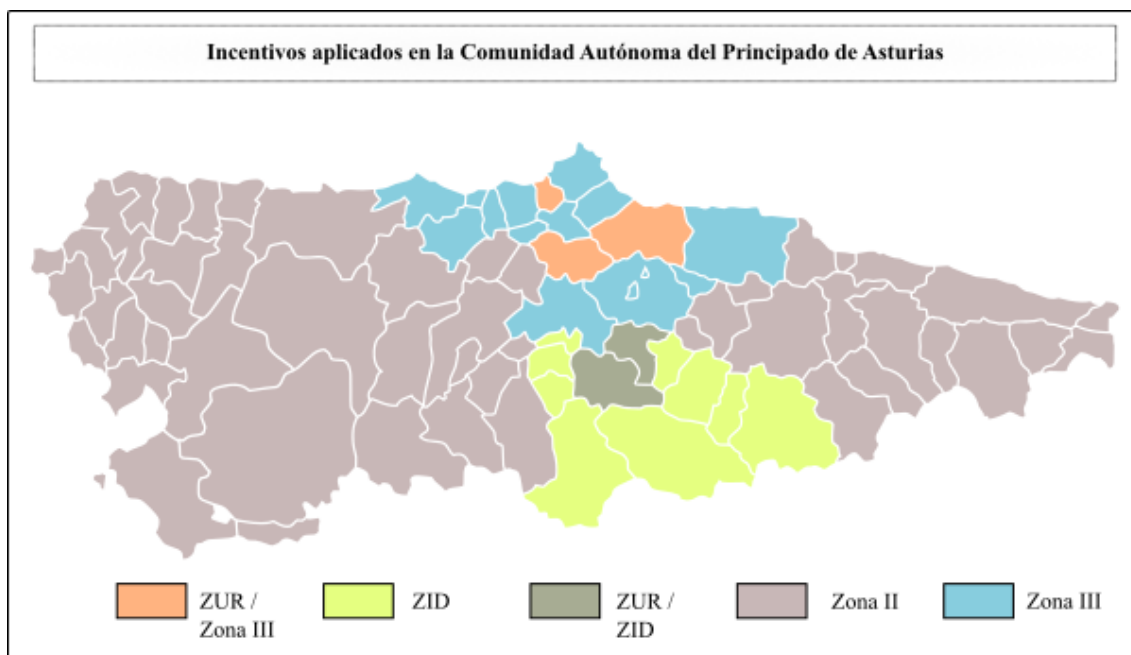 Incentivos aplicados en la Comunidad Autónoma del Principado de Asturias
ZUR /
Zona III
ZID
ZUR /
ZID
Zona II
Zona III